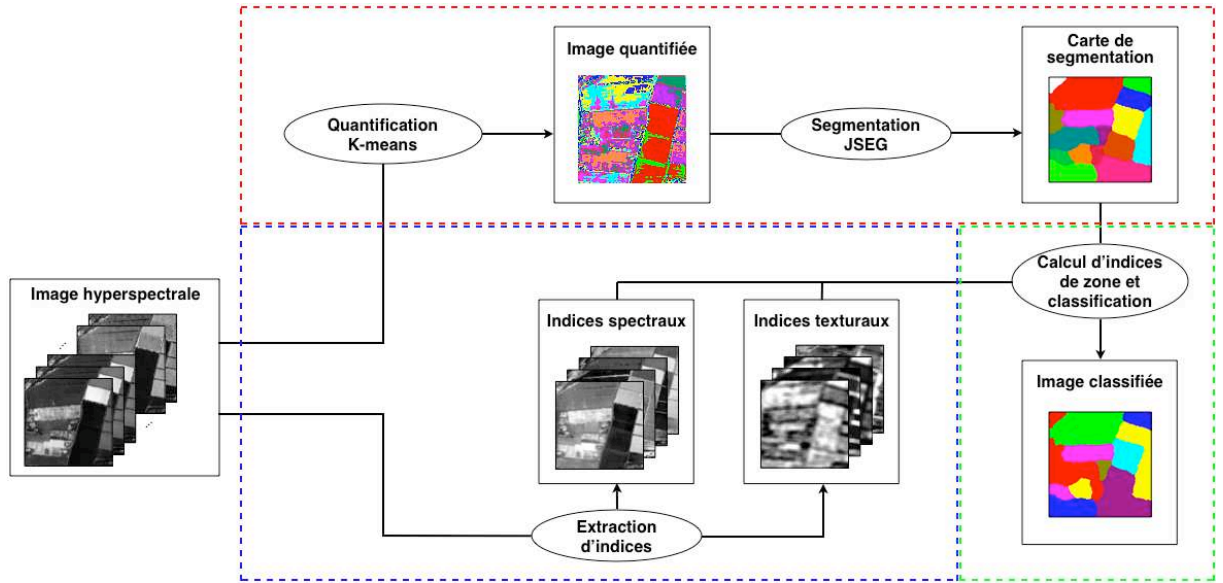 Image quantifiée
Carte de
segmentation
Quantification
K-means
Segmentation
JSEG
Image hyperspectrale
Indices spectraux
Indices texturaux
Calcul d'indices
de zone et
classification
Image classifiée
Extraction
d'indices